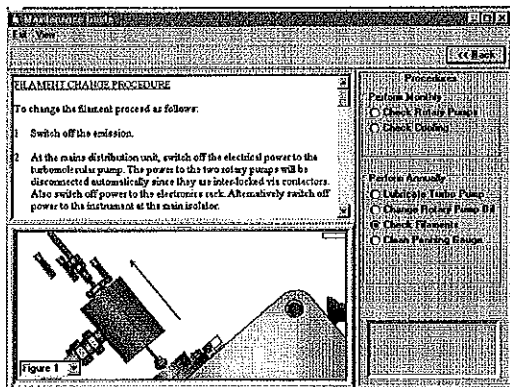 Maintenance Guide
Exit View
<< Back
FILAMENT CHANGE PROCEDURE
To change the filament proceed as follows:
1 Switch off the emission.
2 At the mains distribution unit, switch off the electrical power to the
turbomolecular pump. The power to the two rotary pumps will be
disconnected automatically since they are inter-locked via contactors.
Also switch off power to the electronics rack. Alternatively switch off
power to the instrument at the main isolator.
Figure 1
Procedures
Perform Monthly
Check Rotary Pumps
Check Cooling
Perform Annually
Lubricate Turbo Pump
Change Rotary Pump Oil
Check Filaments
Clean Penning Gauge